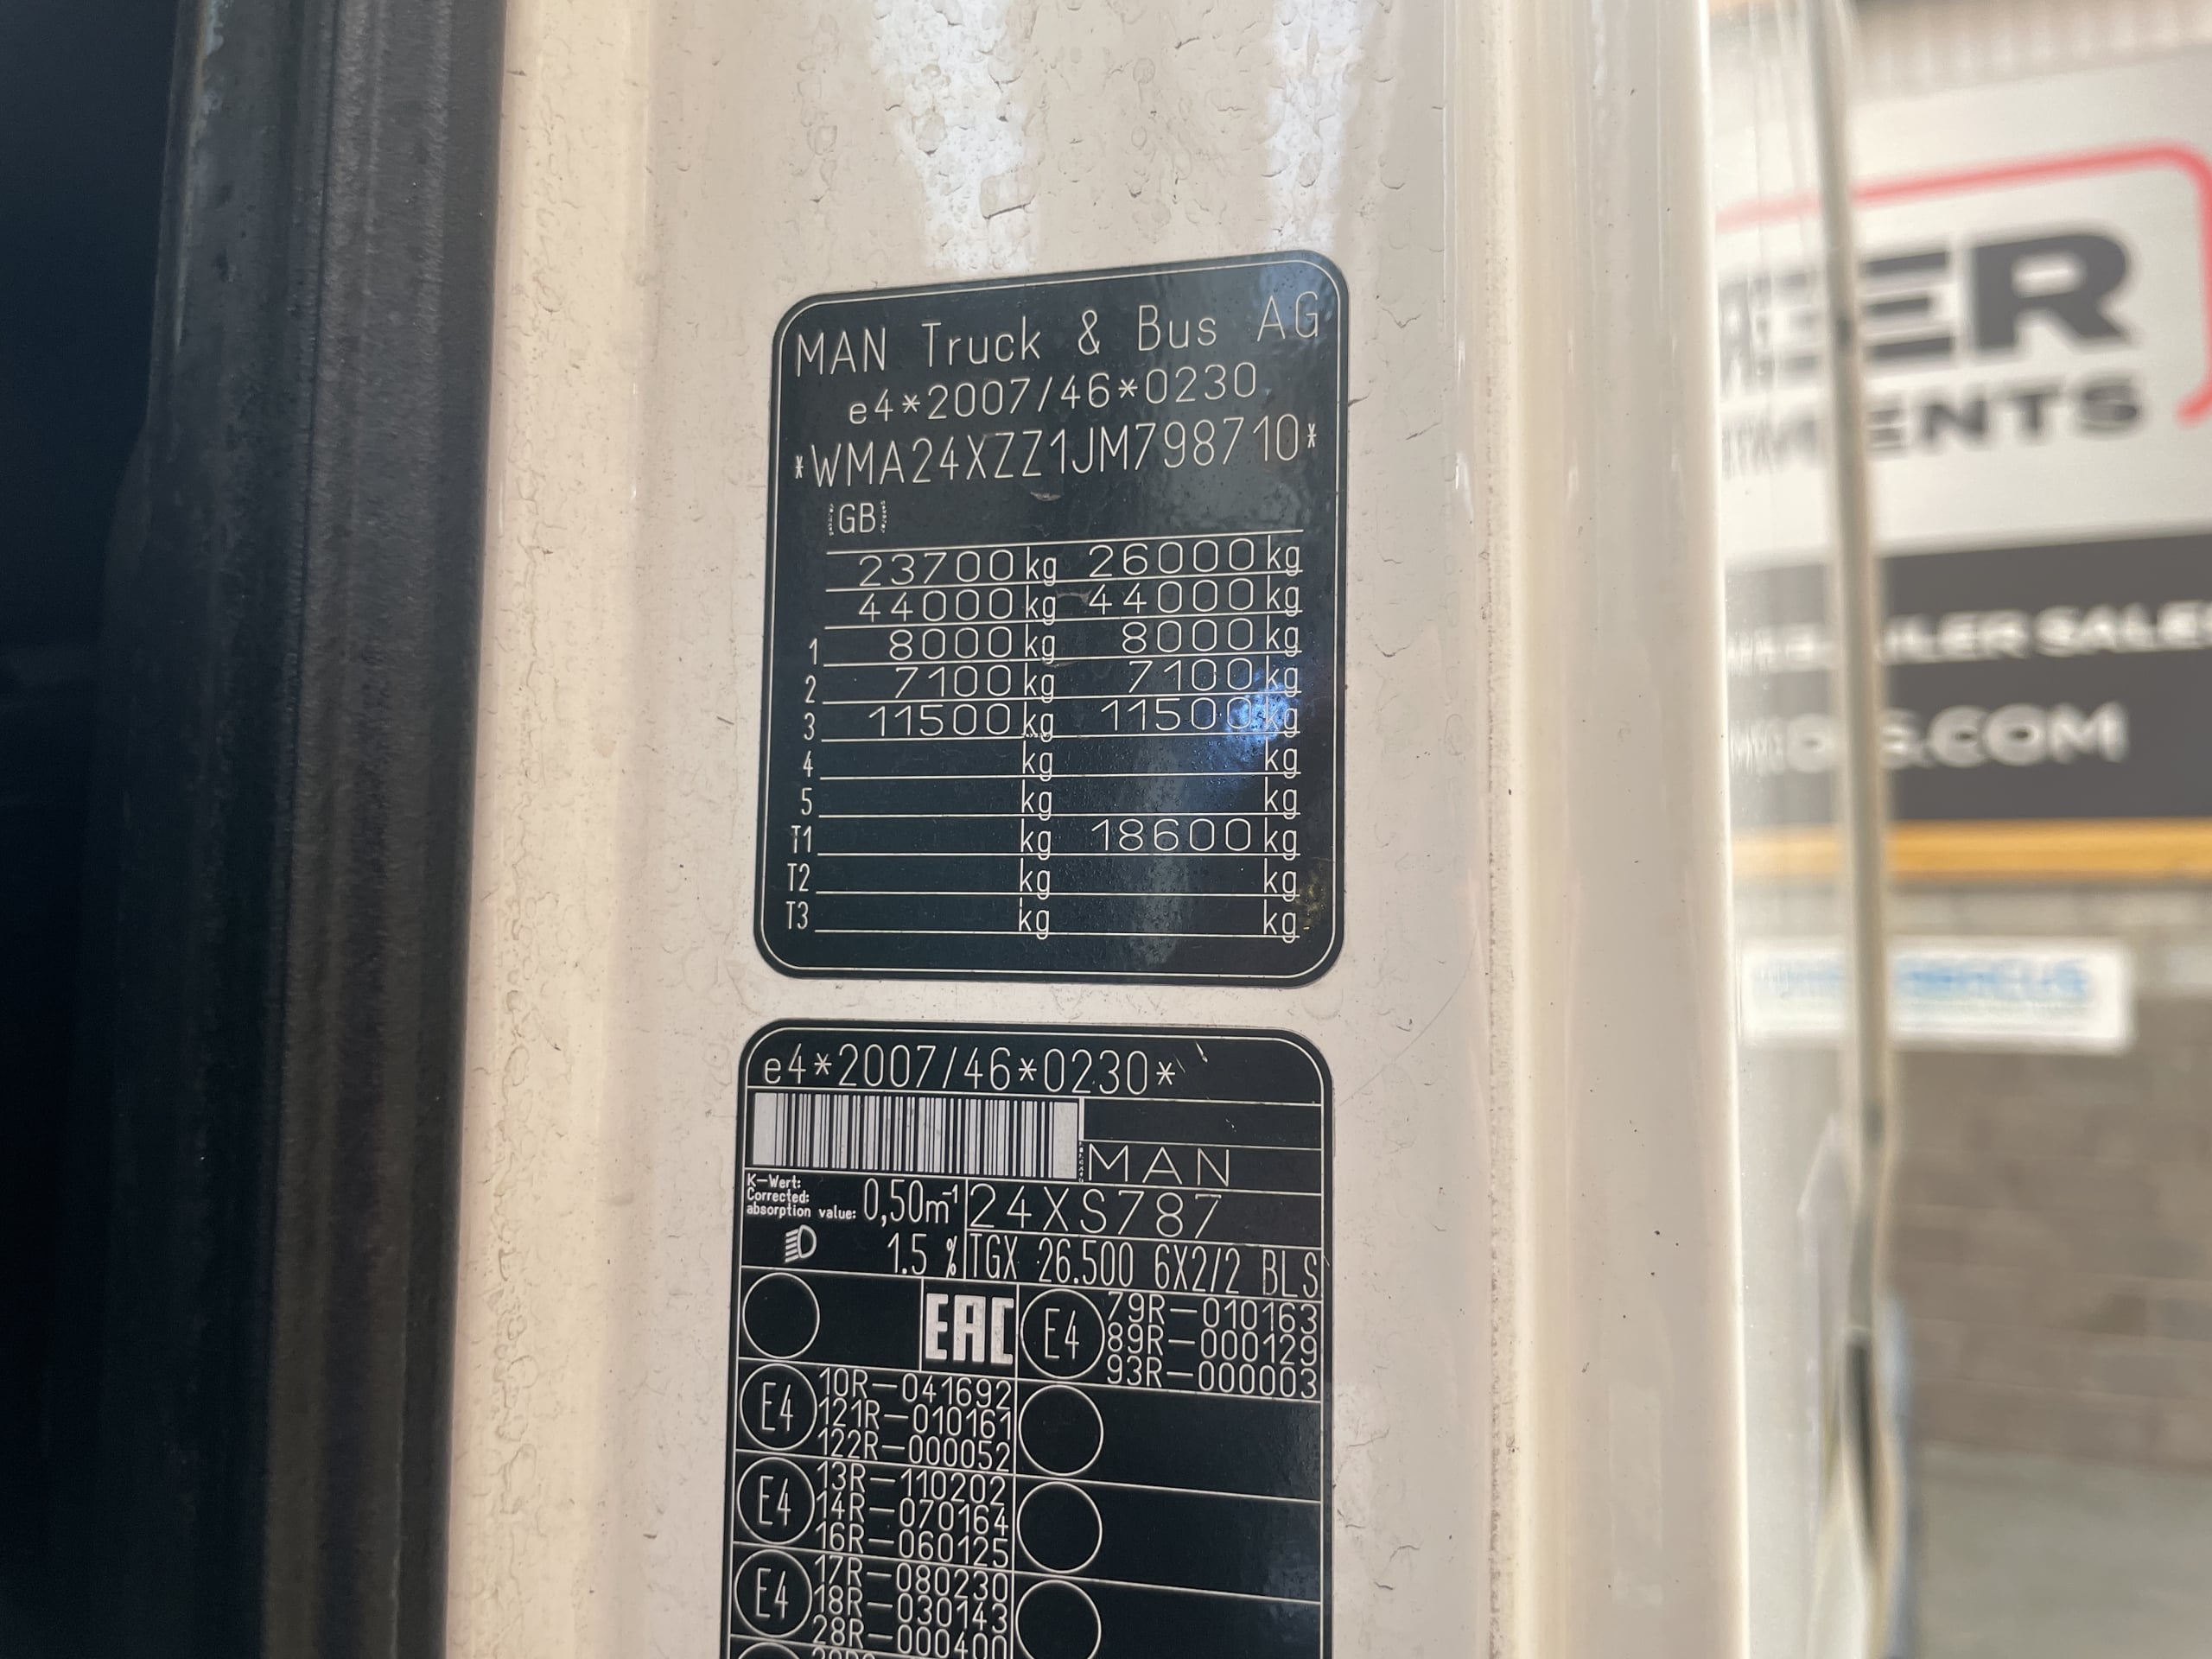 MAN Truck & Bus AG
e4*2007/46*0230
*WMA24XZZ1JM798710*
GB
23700 kg 26000 kg
44000 kg 44000 kg
1 8000 kg 8000 kg
2 7100 kg 7100 kg
3 11500 kg 11500 kg
4 kg kg
5 kg kg
T1 kg 18600 kg
T2 kg kg
T3 kg kg
e4*2007/46*0230*
MAN
K-Wert:
Corrected:
absorption value: 0,50m-1
24XS787
1.5 %
TGX 26.500 6X2/2 BLS
EAC
E4
79R-010163
89R-000129
93R-000003
E4
10R-041692
121R-010161
122R-000052
E4
13R-110202
14R-070164
16R-060125
E4
17R-080230
18R-030143
28R-000400
SALES
.COM